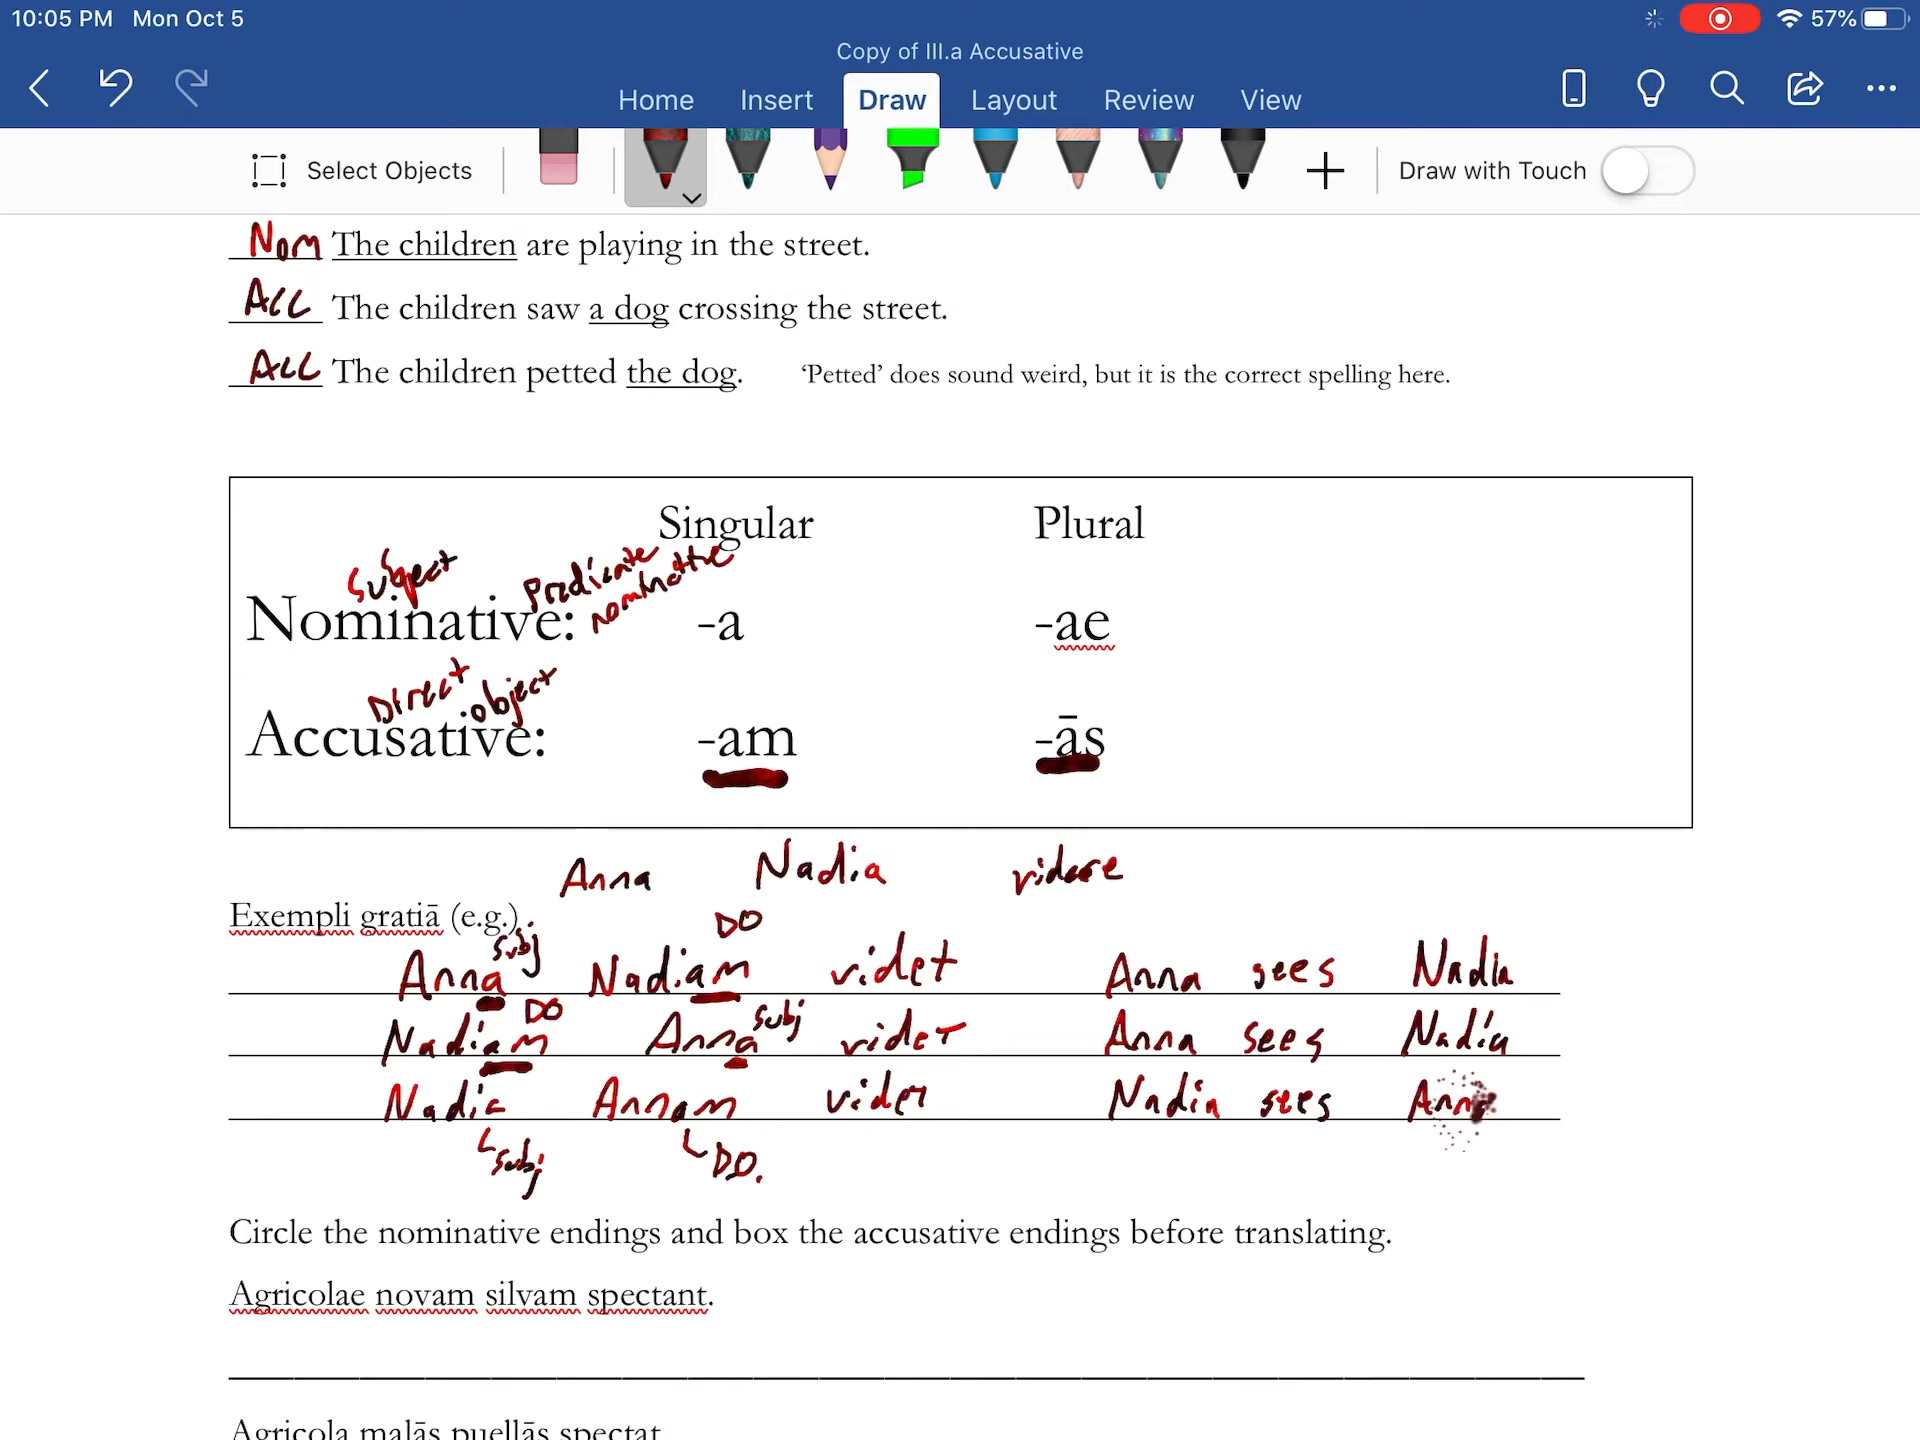 10:05 PM Mon Oct 5 57%
Copy of III.a Accusative
Home Insert Draw Layout Review View
Select Objects Draw with Touch
Nom The children are playing in the street.
Acc The children saw a dog crossing the street.
Acc The children petted the dog. ‘Petted’ does sound weird, but it is the correct spelling here.
Singular Plural
Subject Predicate nominative
Nominative: -a -ae
Direct object
Accusative: -am -ās
Anna Nadia videre
Exempli gratiā (e.g.)
subj DO
Anna Nadiam videt Anna sees Nadia
DO subj
Nadiam Anna videt Anna sees Nadia
Nadia Annam videt Nadia sees Anna
subj DO.
Circle the nominative endings and box the accusative endings before translating.
Agricolae novam silvam spectant.
Agricola malās puellās spectat